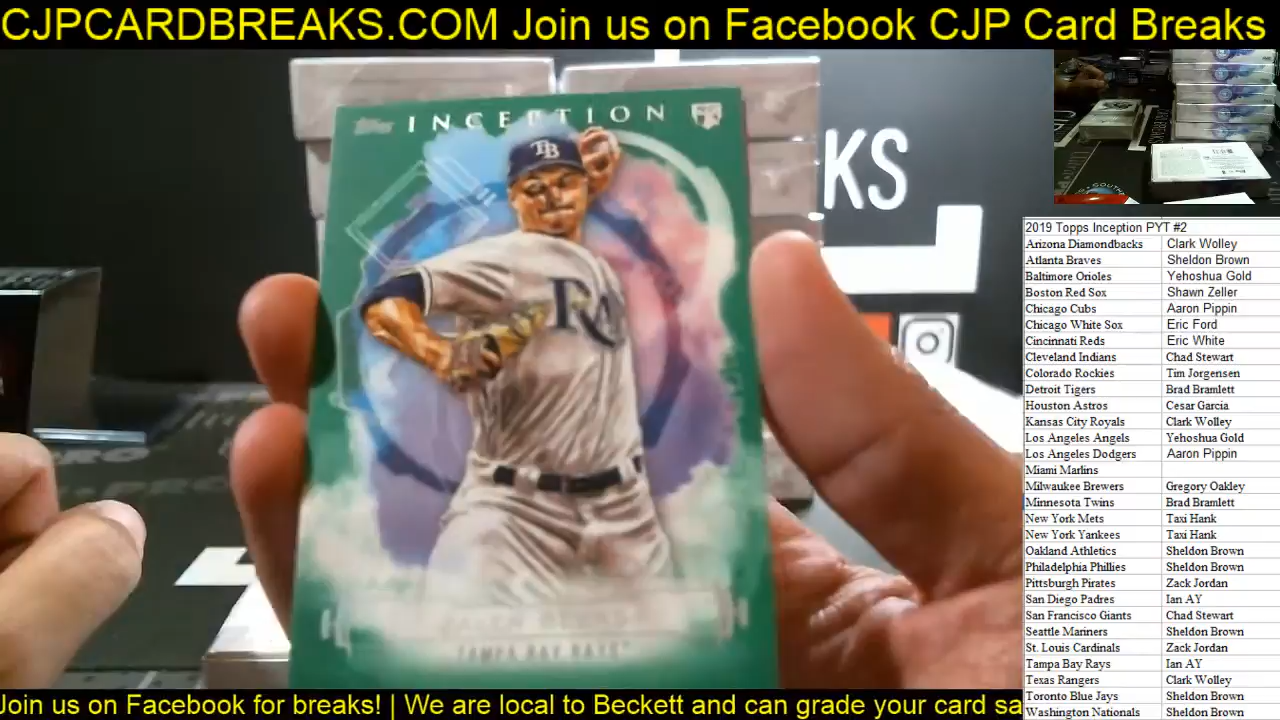 CJPCARDBREAKS.COM Join us on Facebook CJP Card Breaks
Topps INCEPTION
TB
RA
TAMPA BAY RAYS
KS
2019 Topps Inception PYT #2
Arizona Diamondbacks Clark Wolley
Atlanta Braves Sheldon Brown
Baltimore Orioles Yehoshua Gold
Boston Red Sox Shawn Zeller
Chicago Cubs Aaron Pippin
Chicago White Sox Eric Ford
Cincinnati Reds Eric White
Cleveland Indians Chad Stewart
Colorado Rockies Tim Jorgensen
Detroit Tigers Brad Bramlett
Houston Astros Cesar Garcia
Kansas City Royals Clark Wolley
Los Angeles Angels Yehoshua Gold
Los Angeles Dodgers Aaron Pippin
Miami Marlins
Milwaukee Brewers Gregory Oakley
Minnesota Twins Brad Bramlett
New York Mets Taxi Hank
New York Yankees Taxi Hank
Oakland Athletics Sheldon Brown
Philadelphia Phillies Sheldon Brown
Pittsburgh Pirates Zack Jordan
San Diego Padres Ian AY
San Francisco Giants Chad Stewart
Seattle Mariners Sheldon Brown
St. Louis Cardinals Zack Jordan
Tampa Bay Rays Ian AY
Texas Rangers Clark Wolley
Toronto Blue Jays Sheldon Brown
Washington Nationals Sheldon Brown
Join us on Facebook for breaks! | We are local to Beckett and can grade your card sa